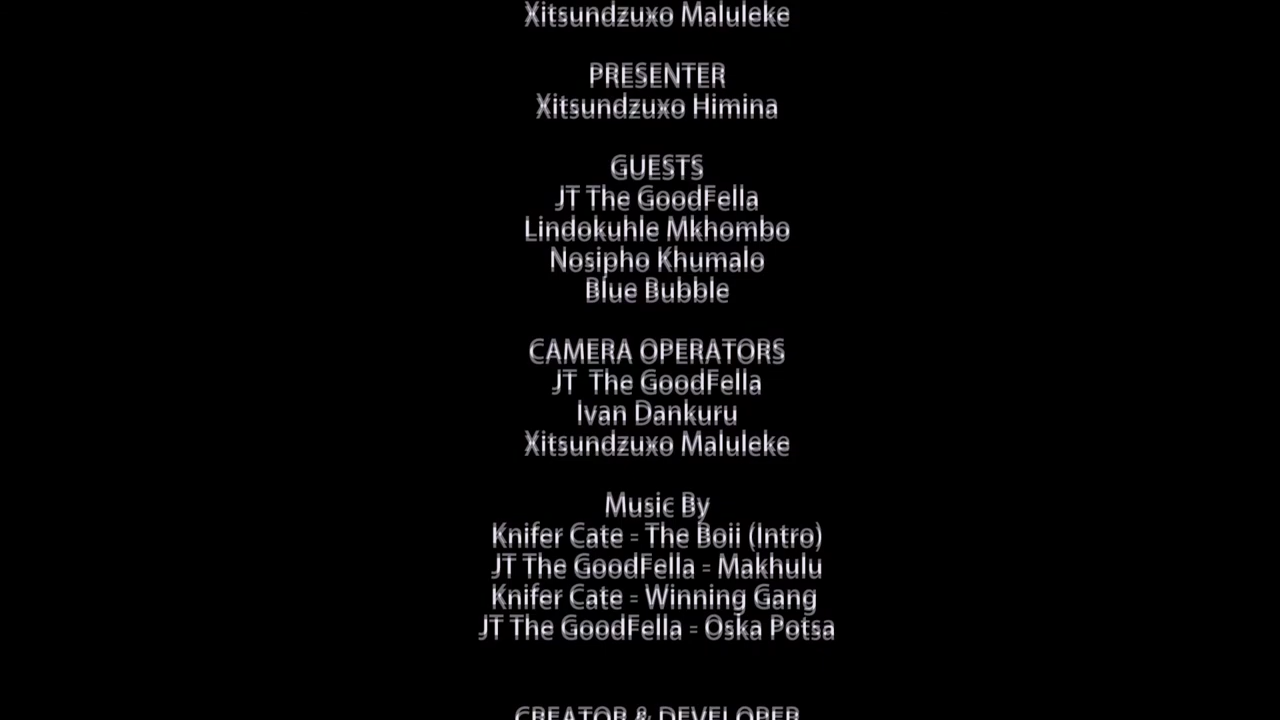 Xitsundzuxo Maluleke
PRESENTER
Xitsundzuxo Himina
GUESTS
JT The GoodFella
Lindokuhle Mkhombo
Nosipho Khumalo
Blue Bubble
CAMERA OPERATORS
JT The GoodFella
Ivan Dankuru
Xitsundzuxo Maluleke
Music By
Knifer Cate - The Boii (Intro)
JT The GoodFella - Makhulu
Knifer Cate - Winning Gang
JT The GoodFella - Oska Potsa
CREATOR & DEVELOPER